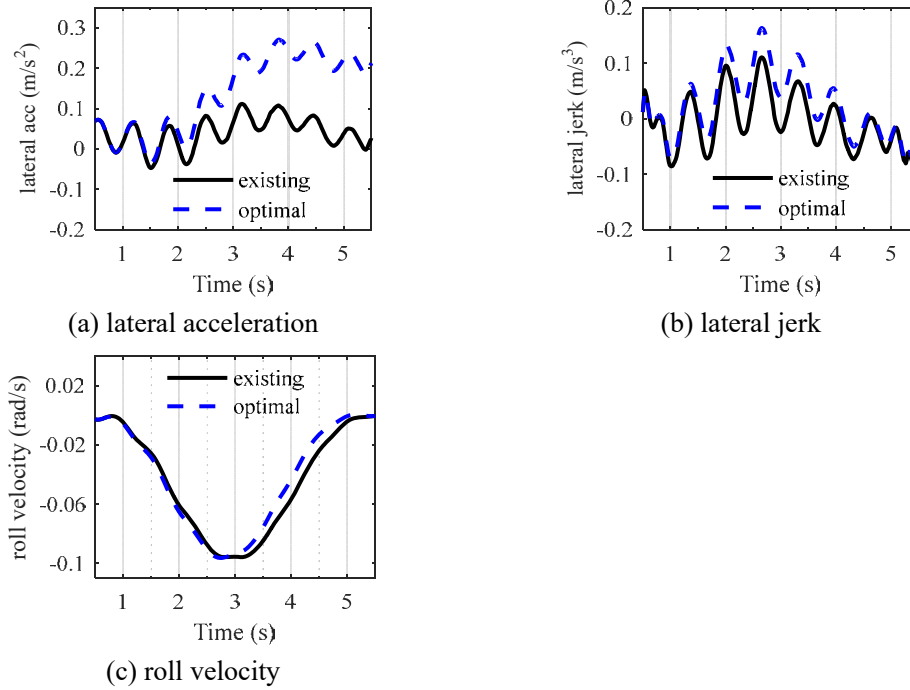 0.3
0.2
0.1
0
-0.1
-0.2
lateral acc (m/s²)
existing
optimal
1 2 3 4 5
Time (s)
(a) lateral acceleration
0.2
0.1
0
-0.1
-0.2
lateral jerk (m/s³)
existing
optimal
1 2 3 4 5
Time (s)
(b) lateral jerk
0.02
-0.02
-0.06
-0.1
roll velocity (rad/s)
existing
optimal
1 2 3 4 5
Time (s)
(c) roll velocity